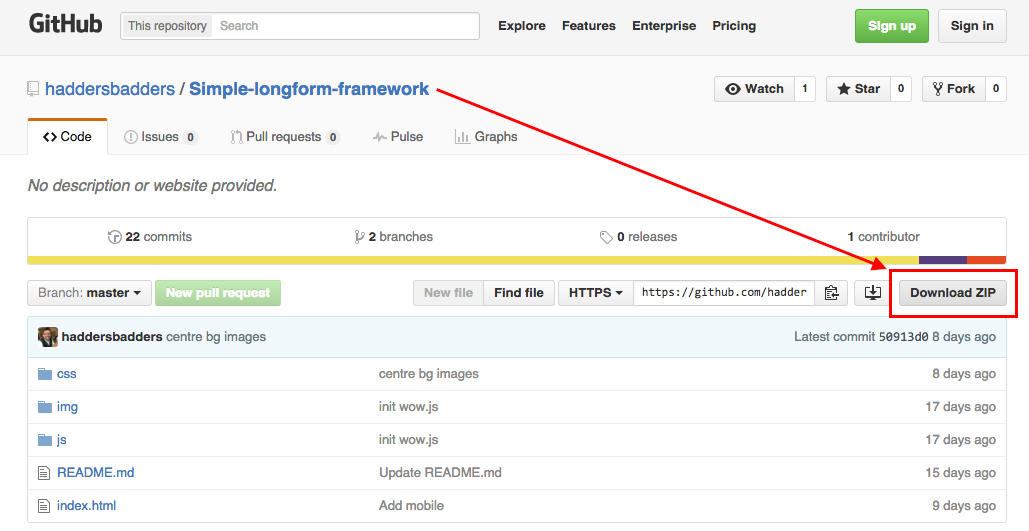 GitHub This repository Search Explore Features Enterprise Pricing Sign up Sign in
haddersbadders / Simple-longform-framework Watch 1 Star 0 Fork 0
Code Issues 0 Pull requests 0 Pulse Graphs
No description or website provided.
22 commits 2 branches 0 releases 1 contributor
Branch: master New pull request New file Find file HTTPS https://github.com/hadder Download ZIP
haddersbadders centre bg images Latest commit 50913d0 8 days ago
css centre bg images 8 days ago
img init wow.js 17 days ago
js init wow.js 17 days ago
README.md Update README.md 15 days ago
index.html Add mobile 9 days ago